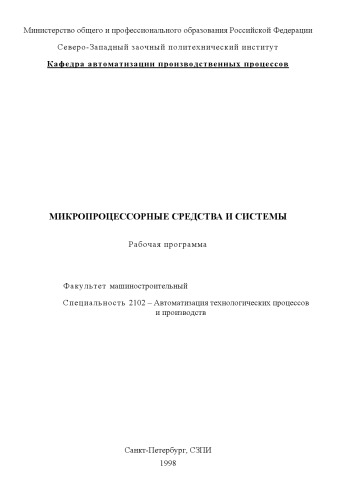 Министерство общего и профессионального образования Российской Федерации
Северо-Западный заочный политехнический институт
Кафедра автоматизации производственных процессов
МИКРОПРОЦЕССОРНЫЕ СРЕДСТВА И СИСТЕМЫ
Рабочая программа
Факультет машиностроительный
Специальность 2102 – Автоматизация технологических процессов
и производств
Санкт-Петербург, СЗПИ
1998